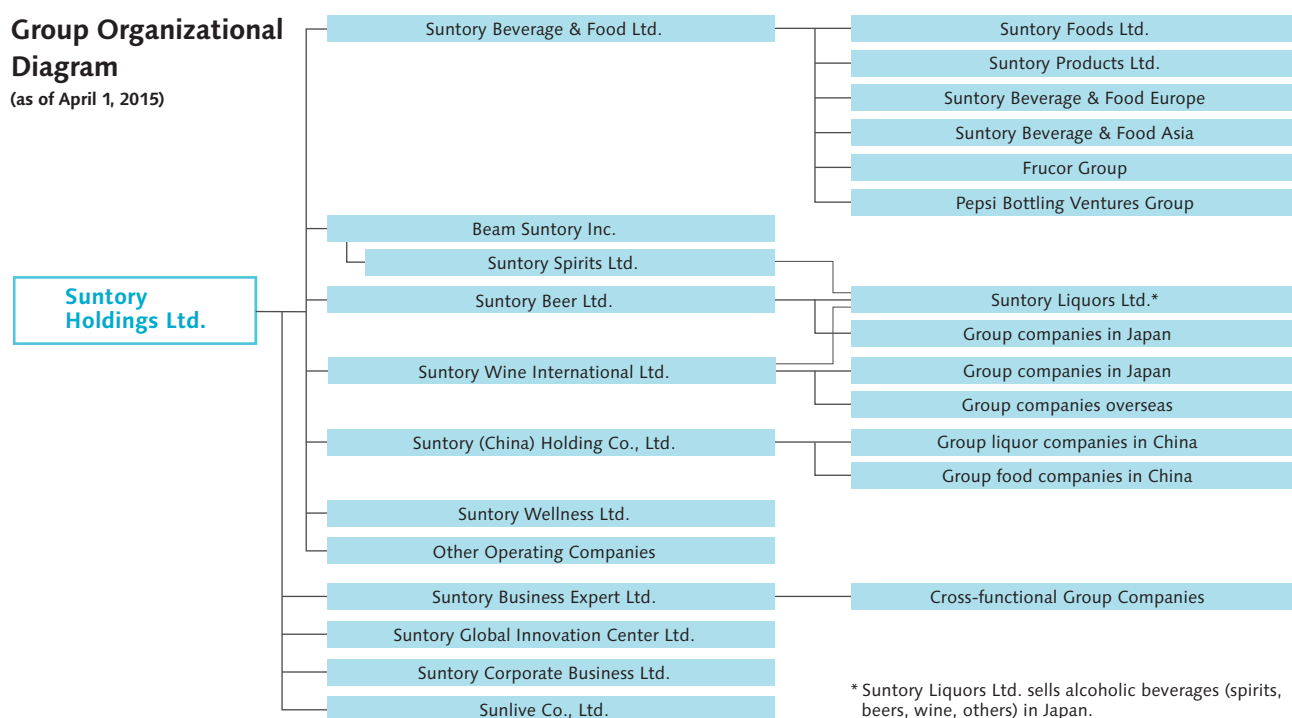 Group Organizational
Diagram
(as of April 1, 2015)
Suntory
Holdings Ltd.
Suntory Beverage & Food Ltd.
Suntory Foods Ltd.
Suntory Products Ltd.
Suntory Beverage & Food Europe
Suntory Beverage & Food Asia
Frucor Group
Pepsi Bottling Ventures Group
Beam Suntory Inc.
Suntory Spirits Ltd.
Suntory Beer Ltd.
Suntory Liquors Ltd.*
Group companies in Japan
Suntory Wine International Ltd.
Group companies in Japan
Group companies overseas
Suntory (China) Holding Co., Ltd.
Group liquor companies in China
Group food companies in China
Suntory Wellness Ltd.
Other Operating Companies
Suntory Business Expert Ltd.
Cross-functional Group Companies
Suntory Global Innovation Center Ltd.
Suntory Corporate Business Ltd.
Sunlive Co., Ltd.
* Suntory Liquors Ltd. sells alcoholic beverages (spirits,
beers, wine, others) in Japan.